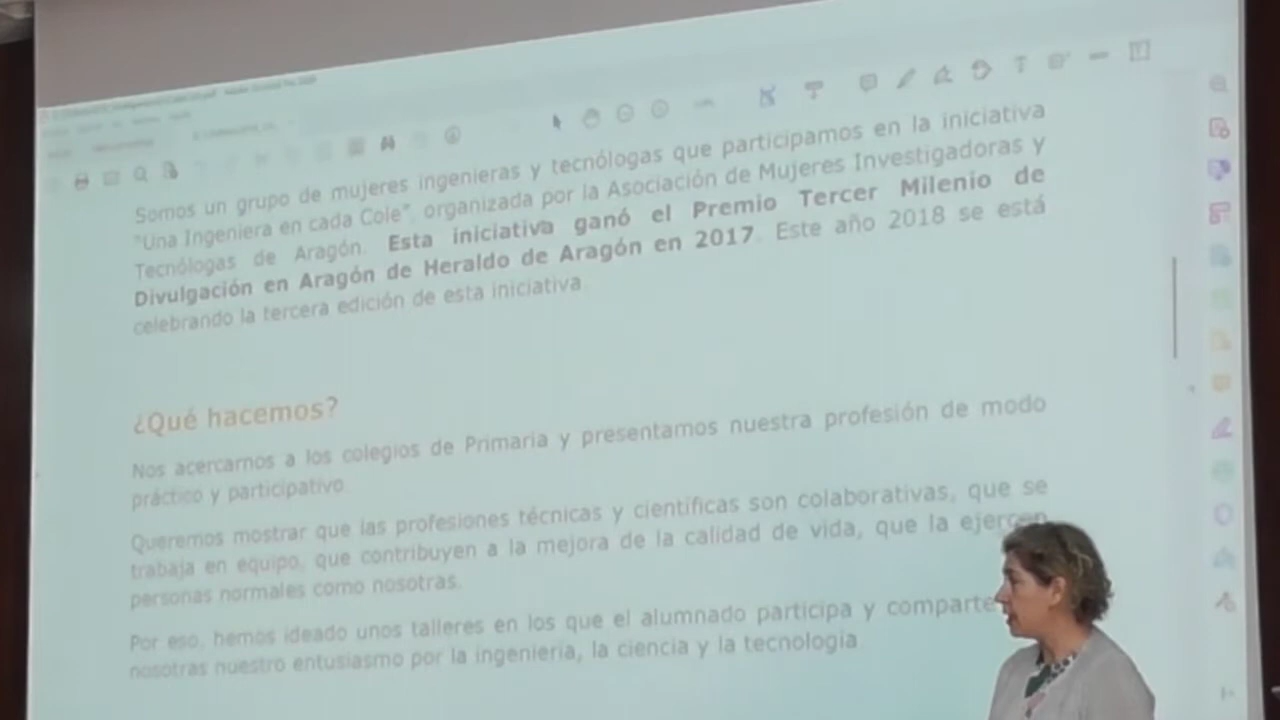 Somos un grupo de mujeres ingenieras y tecnólogas que participamos en la iniciativa
"Una Ingeniera en cada Cole", organizada por la Asociación de Mujeres Investigadoras y
Tecnólogas de Aragón. Esta iniciativa ganó el Premio Tercer Milenio de
Divulgación en Aragón de Heraldo de Aragón en 2017. Este año 2018 se está
celebrando la tercera edición de esta iniciativa.
¿Qué hacemos?
Nos acercamos a los colegios de Primaria y presentamos nuestra profesión de modo
práctico y participativo.
Queremos mostrar que las profesiones técnicas y científicas son colaborativas, que se
trabaja en equipo, que contribuyen a la mejora de la calidad de vida, que la ejercen
personas normales como nosotras.
Por eso, hemos ideado unos talleres en los que el alumnado participa y comparte
nosotras nuestro entusiasmo por la ingeniería, la ciencia y la tecnología